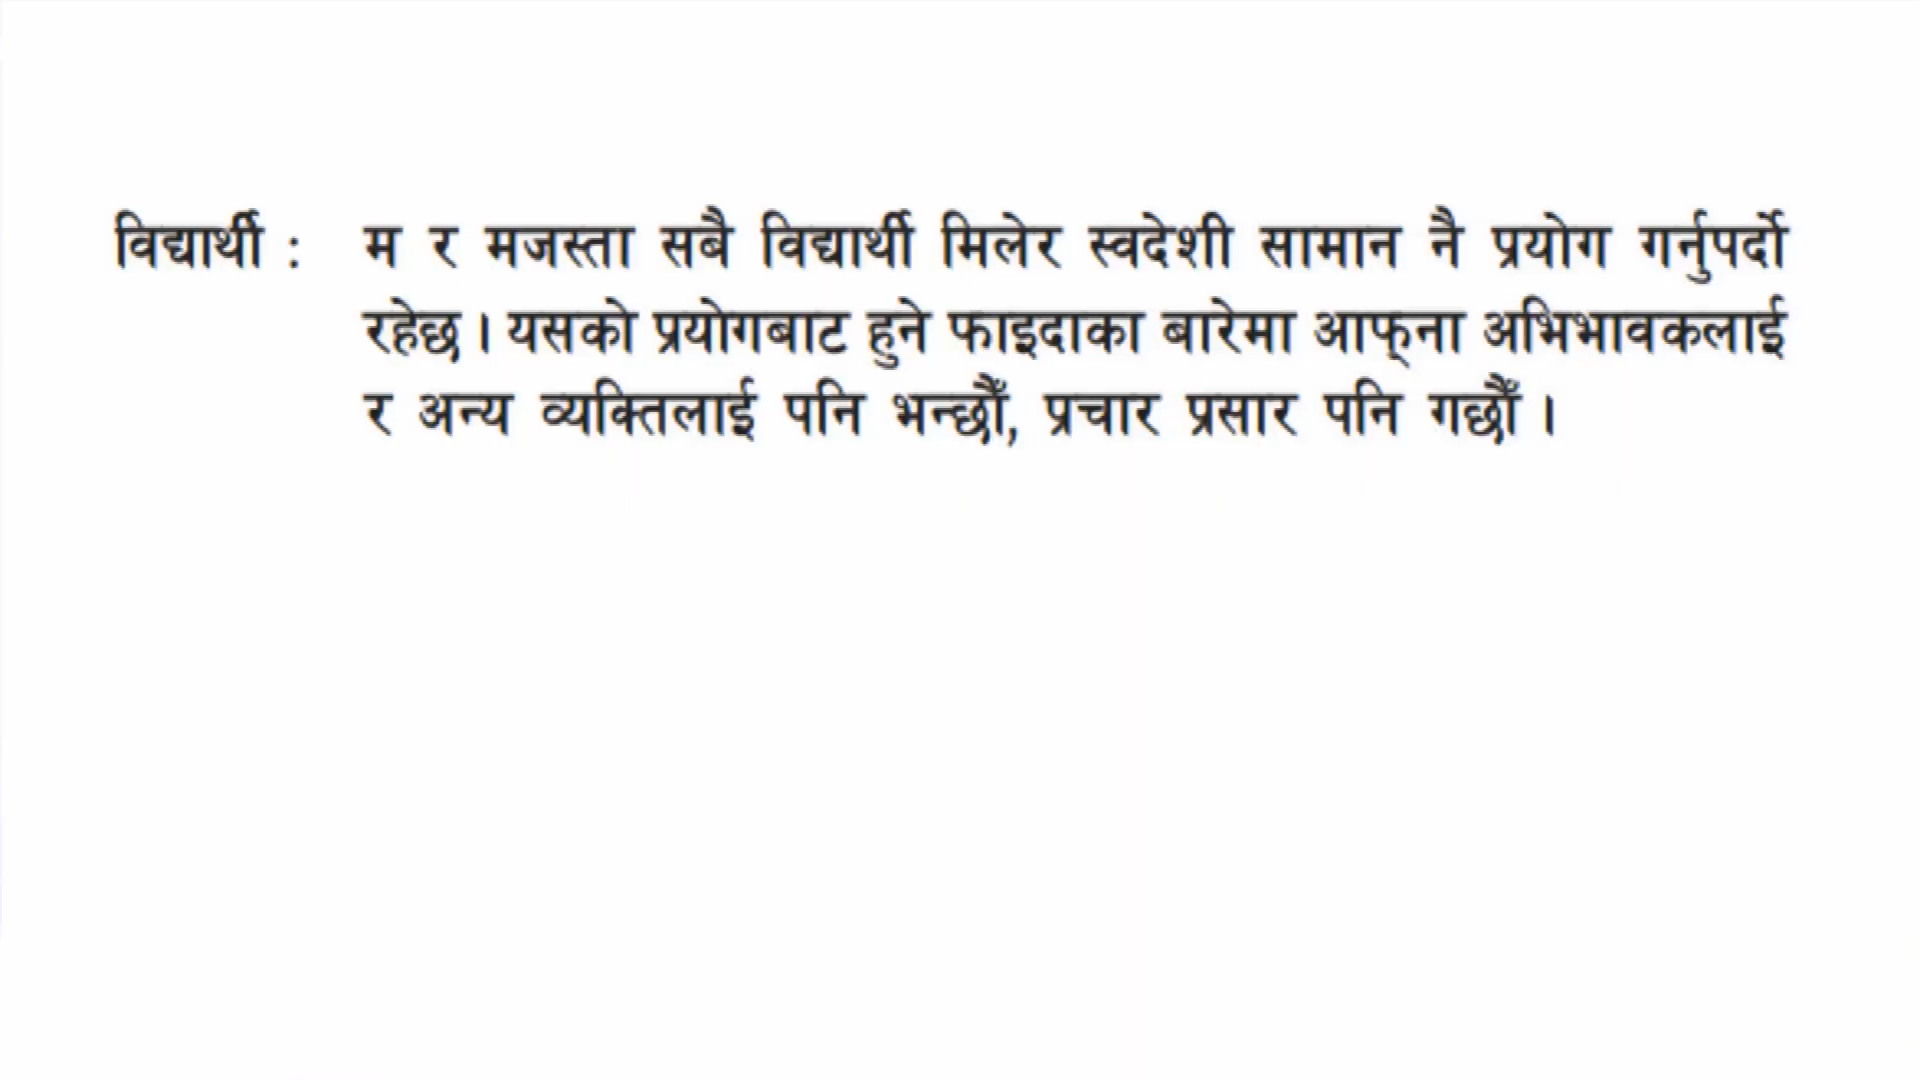 विद्यार्थी : म र मजस्ता सबै विद्यार्थी मिलेर स्वदेशी सामान नै प्रयोग गर्नुपर्दो
रहेछ । यसको प्रयोगबाट हुने फाइदाका बारेमा आफ्‌ना अभिभावकलाई
र अन्य व्यक्तिलाई पनि भन्छौँ, प्रचार प्रसार पनि गछौँ ।